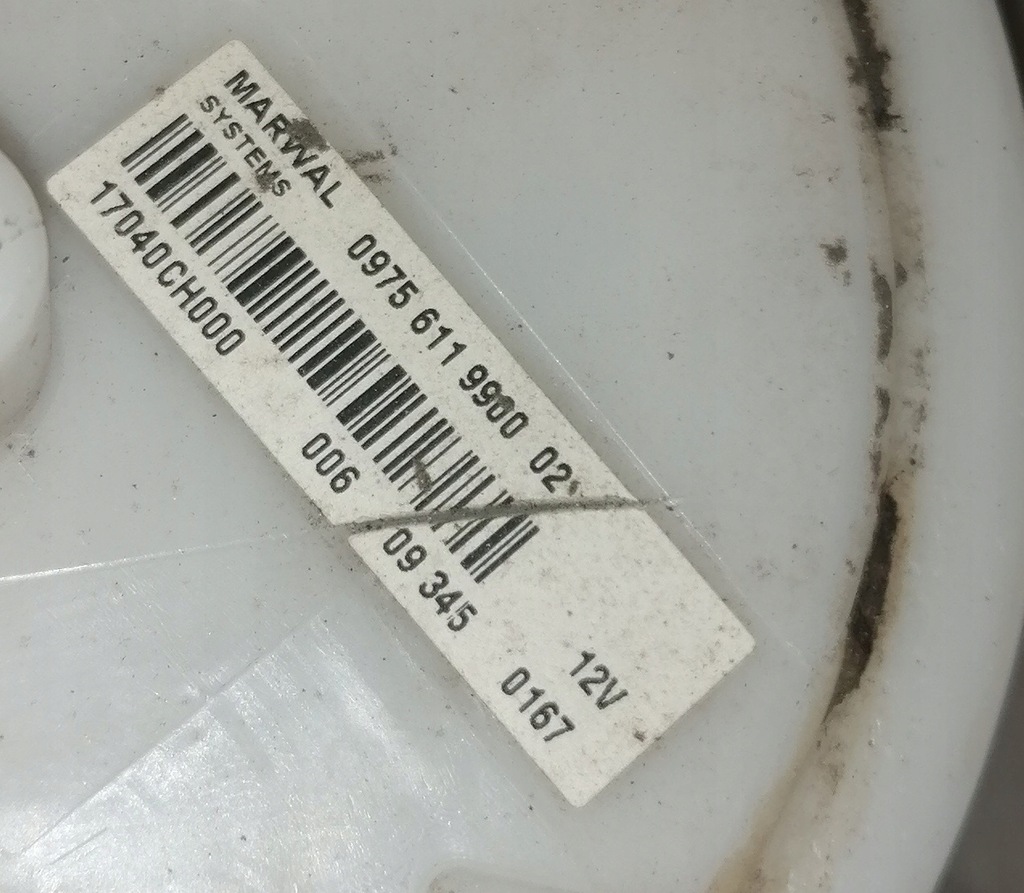 MARWAL
SYSTEMS
0975 611 9900 02
17040CH000
006
09 345
12V
0167